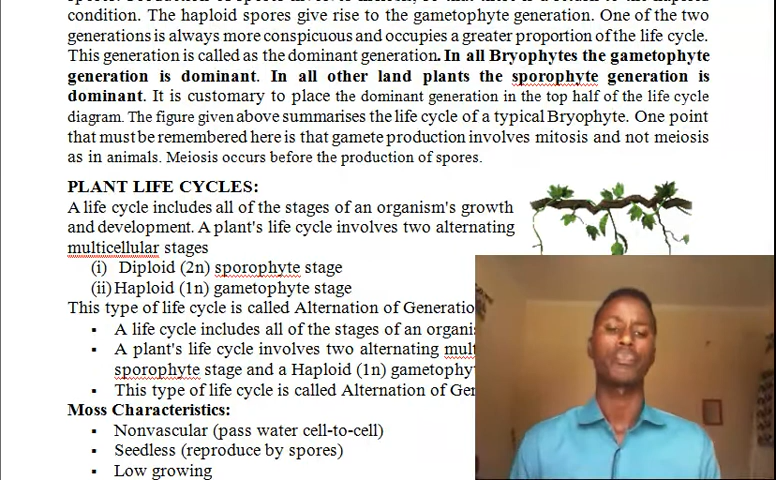 condition. The haploid spores give rise to the gametophyte generation. One of the two
generations is always more conspicuous and occupies a greater proportion of the life cycle.
This generation is called as the dominant generation. In all Bryophytes the gametophyte
generation is dominant. In all other land plants the sporophyte generation is
dominant. It is customary to place the dominant generation in the top half of the life cycle
diagram. The figure given above summarises the life cycle of a typical Bryophyte. One point
that must be remembered here is that gamete production involves mitosis and not meiosis
as in animals. Meiosis occurs before the production of spores.
PLANT LIFE CYCLES:
A life cycle includes all of the stages of an organism's growth
and development. A plant's life cycle involves two alternating
multicellular stages
(i) Diploid (2n) sporophyte stage
(ii) Haploid (1n) gametophyte stage
This type of life cycle is called Alternation of
▪ A life cycle includes all of the stages of an
▪ A plant's life cycle involves two alternating
sporophyte stage and a Haploid (1n)
▪ This type of life cycle is called Alternation of
Moss Characteristics:
▪ Nonvascular (pass water cell-to-cell)
▪ Seedless (reproduce by spores)
▪ Low growing